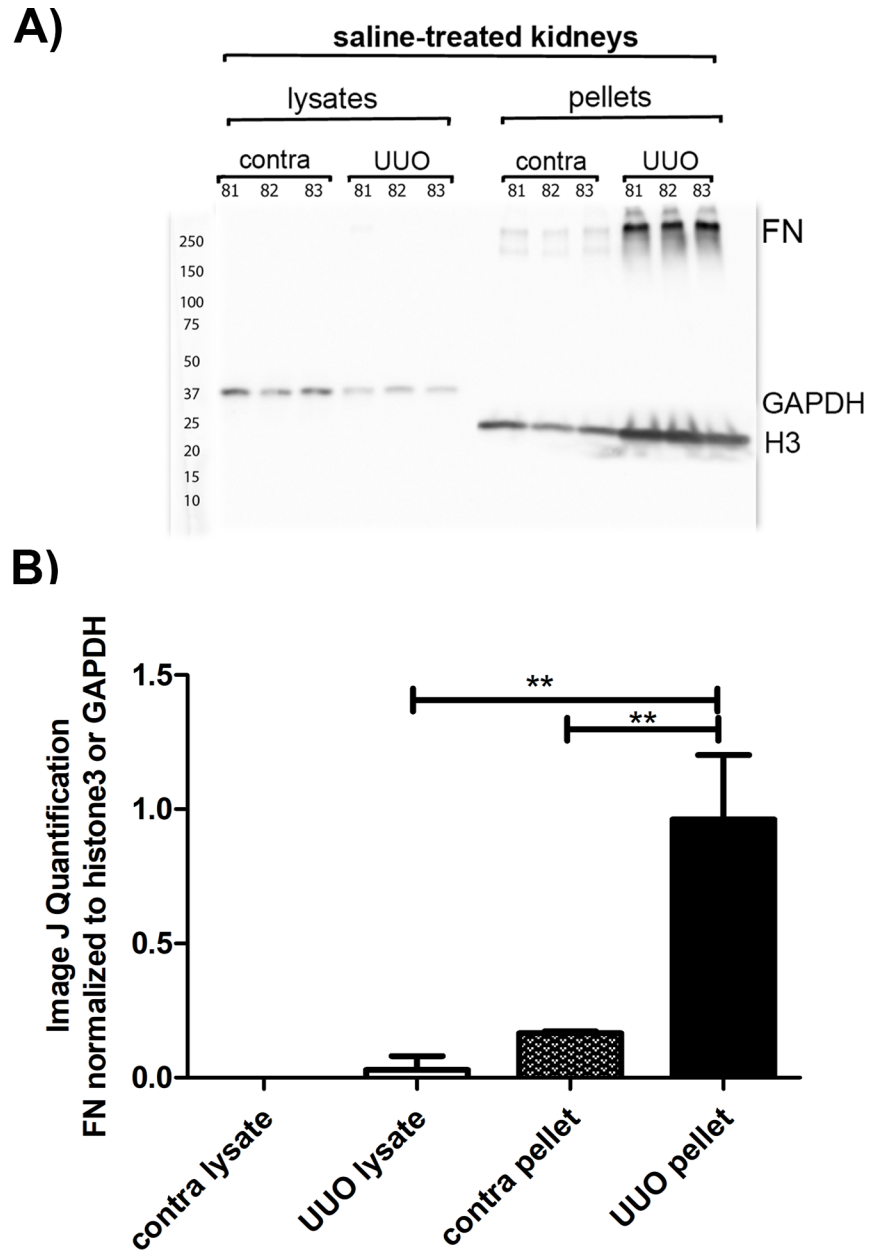 A)
saline-treated kidneys
lysates pellets
contra UUO contra UUO
81 82 83 81 82 83 81 82 83 81 82 83
250
FN
150
100
75
50
37
GAPDH
25
H3
20
15
10
B)
Image J Quantification
FN normalized to histone3 or GAPDH
1.5
1.0
0.5
0.0
**
**
contra lysate
UUO lysate
contra pellet
UUO pellet